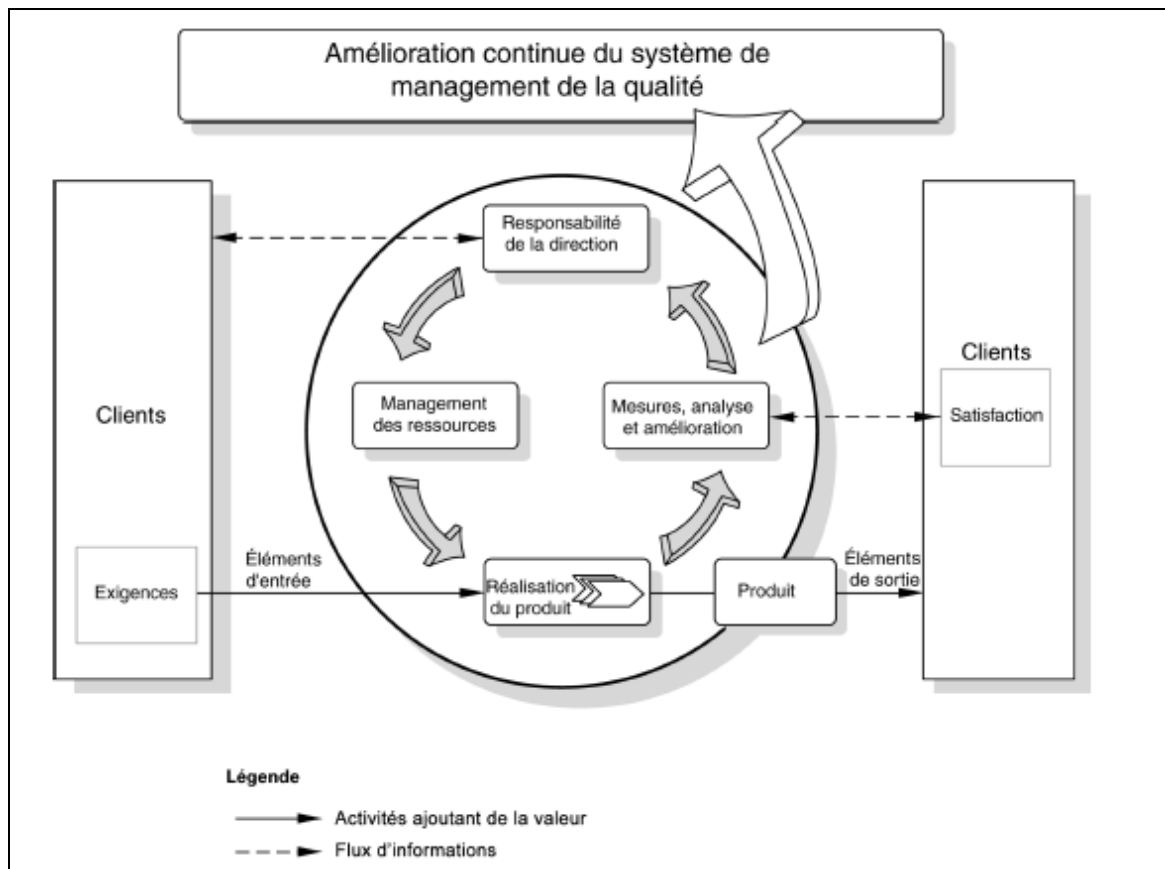 Amélioration continue du système de
management de la qualité
Responsabilité
de la direction
Clients
Management
des ressources
Mesures, analyse
et amélioration
Clients
Satisfaction
Exigences
Éléments
d'entrée
Réalisation
du produit
Produit
Éléments
de sortie
Légende
Activités ajoutant de la valeur
Flux d'informations